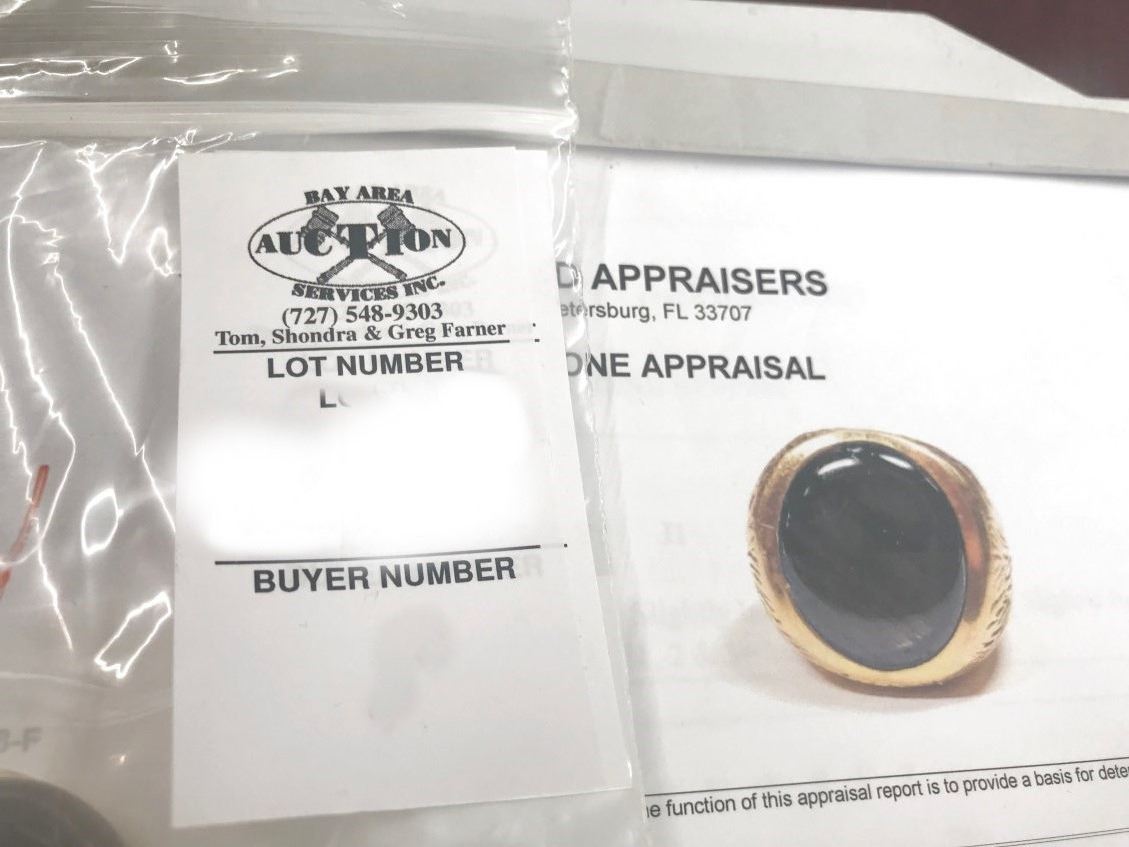 BAY AREA
AUCTION
SERVICES INC.
(727) 548-9303
Tom, Shondra & Greg Farner
LOT NUMBER
BUYER NUMBER
D APPRAISERS
etersburg, FL 33707
ONE APPRAISAL
e function of this appraisal report is to provide a basis for dete